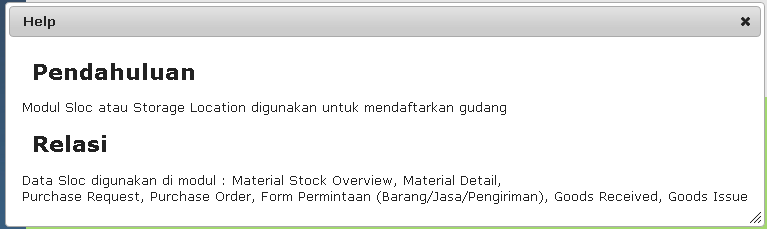 Help
Pendahuluan
Modul Sloc atau Storage Location digunakan untuk mendaftarkan gudang
Relasi
Data Sloc digunakan di modul : Material Stock Overview, Material Detail,
Purchase Request, Purchase Order, Form Permintaan (Barang/Jasa/Pengiriman), Goods Received, Goods Issue